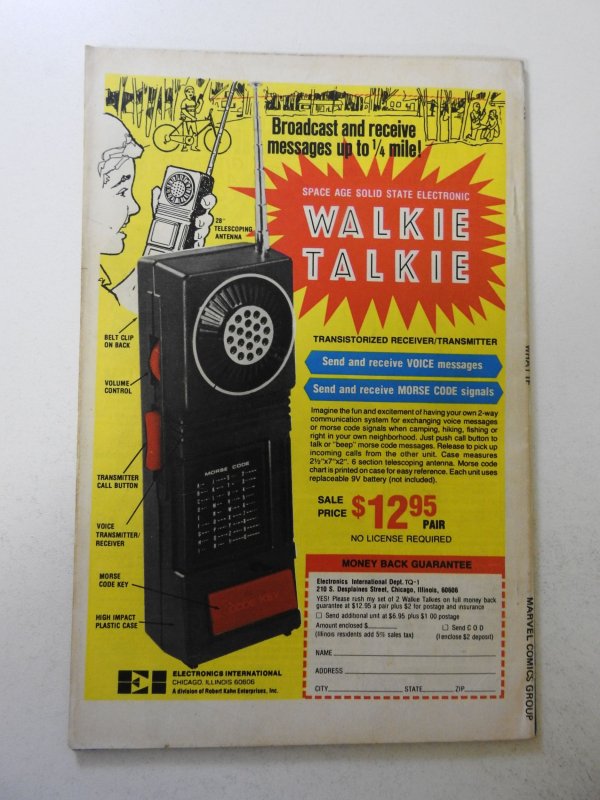 Broadcast and receive
messages up to 1/4 mile!
SPACE AGE SOLID STATE ELECTRONIC
WALKIE
TALKIE
28"
TELESCOPING
ANTENNA
TRANSISTORIZED RECEIVER/TRANSMITTER
Send and receive VOICE messages
Send and receive MORSE CODE signals
Imagine the fun and excitement of having your own 2-way
communication system for exchanging voice messages
or morse code signals when camping, hiking, fishing or
right in your own neighborhood. Just push call button to
talk or "beep" morse code messages. Release to pick up
incoming calls from the other unit. Case measures
2½"x7"x2". 6 section telescoping antenna. Morse code
chart is printed on case for easy reference. Each unit uses
replaceable 9V battery (not included).
BELT CLIP
ON BACK
VOLUME
CONTROL
TRANSMITTER
CALL BUTTON
VOICE
TRANSMITTER/
RECEIVER
MORSE
CODE KEY
HIGH IMPACT
PLASTIC CASE
MORSE CODE
CODE KEY
SALE
PRICE
$12.95
PAIR
NO LICENSE REQUIRED
MONEY BACK GUARANTEE
Electronics International Dept. TQ-1
210 S. Desplaines Street, Chicago, Illinois, 60606
YES! Please rush my set of 2 Walkie Talkies on full money back
guarantee at $12.95 a pair plus $2 for postage and insurance
☐ Send additional unit at $6.95 plus $1.00 postage
Amount enclosed $______ ☐ Send C O D
(Illinois residents add 5% sales tax) (I enclose $2 deposit)
NAME
ADDRESS
CITY STATE ZIP
EI
ELECTRONICS INTERNATIONAL
CHICAGO, ILLINOIS 60606
A division of Robert Kahn Enterprises, Inc.
WHAT IF
MARVEL COMICS GROUP